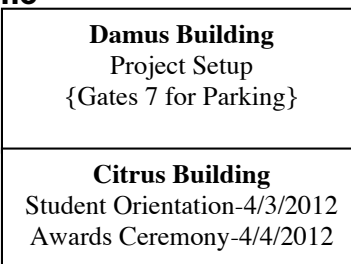 Damus Building
Project Setup
{Gates 7 for Parking}
Citrus Building
Student Orientation-4/3/2012
Awards Ceremony-4/4/2012